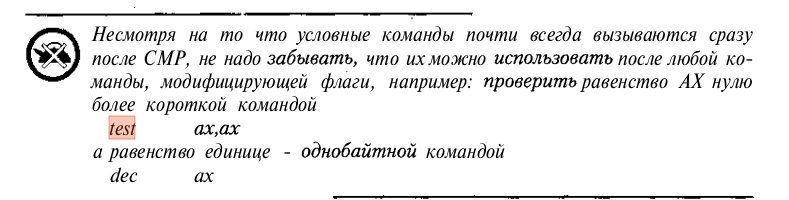 Несмотря на то что условные команды почти всегда вызываются сразу
после CMP, не надо забывать, что их можно использовать после любой ко-
манды, модифицирующей флаги, например: проверить равенство AX нулю
более короткой командой
test ax,ax
а равенство единице - однобайтной командой
dec ax